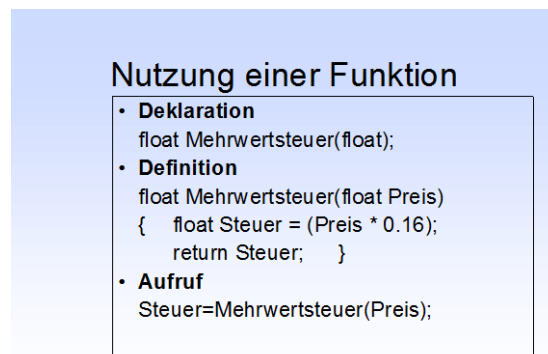 Nutzung einer Funktion
• Deklaration
float Mehrwertsteuer(float);
• Definition
float Mehrwertsteuer(float Preis)
{ float Steuer = (Preis * 0.16);
return Steuer; }
• Aufruf
Steuer=Mehrwertsteuer(Preis);